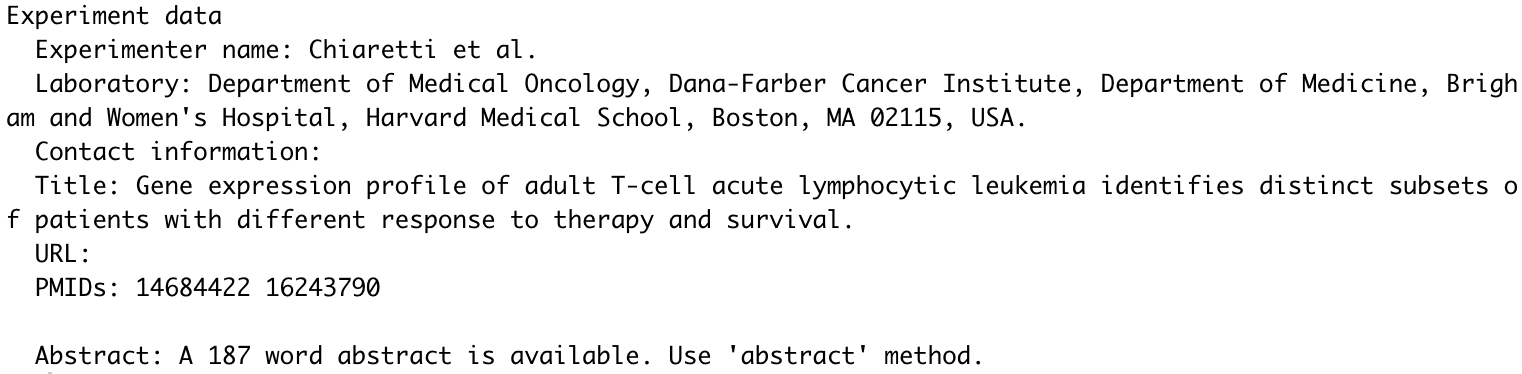 Experiment data
  Experimenter name: Chiaretti et al.
  Laboratory: Department of Medical Oncology, Dana-Farber Cancer Institute, Department of Medicine, Brigh
am and Women's Hospital, Harvard Medical School, Boston, MA 02115, USA.
  Contact information:
  Title: Gene expression profile of adult T-cell acute lymphocytic leukemia identifies distinct subsets o
f patients with different response to therapy and survival.
  URL:
  PMIDs: 14684422 16243790

  Abstract: A 187 word abstract is available. Use 'abstract' method.